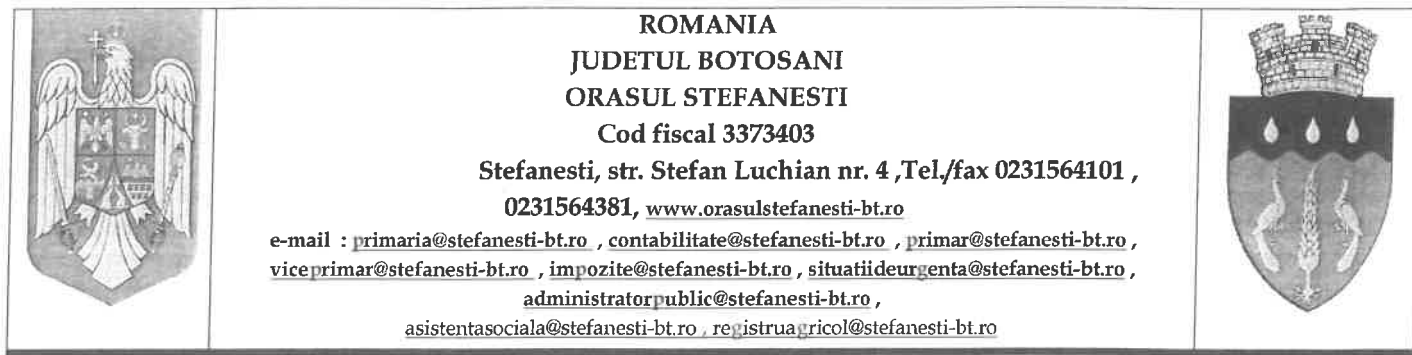 ROMANIA
JUDETUL BOTOSANI
ORASUL STEFANESTI
Cod fiscal 3373403
Stefanesti, str. Stefan Luchian nr. 4 ,Tel./fax 0231564101 ,
0231564381, www.orasulstefanesti-bt.ro
e-mail : primaria@stefanesti-bt.ro , contabilitate@stefanesti-bt.ro , primar@stefanesti-bt.ro ,
viceprimar@stefanesti-bt.ro , impozite@stefanesti-bt.ro , situatiideurgenta@stefanesti-bt.ro ,
administratorpublic@stefanesti-bt.ro ,
asistentasociala@stefanesti-bt.ro , registruagricol@stefanesti-bt.ro